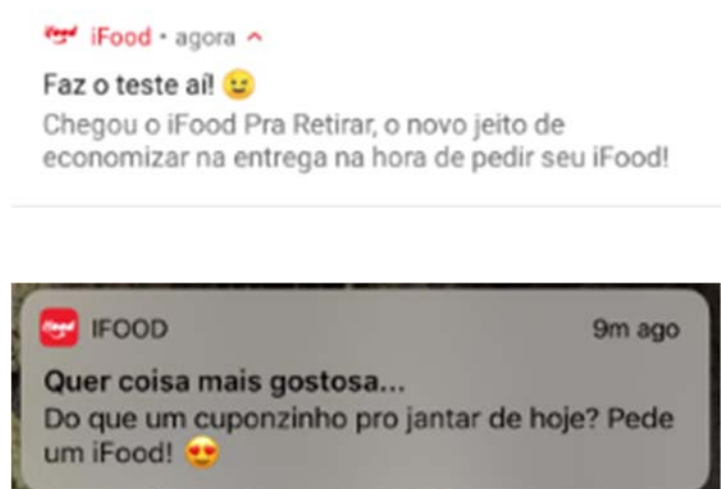 iFood iFood • agora
Faz o teste aí! 😉
Chegou o iFood Pra Retirar, o novo jeito de
economizar na entrega na hora de pedir seu iFood!
iFood IFOOD 9m ago
Quer coisa mais gostosa...
Do que um cuponzinho pro jantar de hoje? Pede
um iFood! 😍